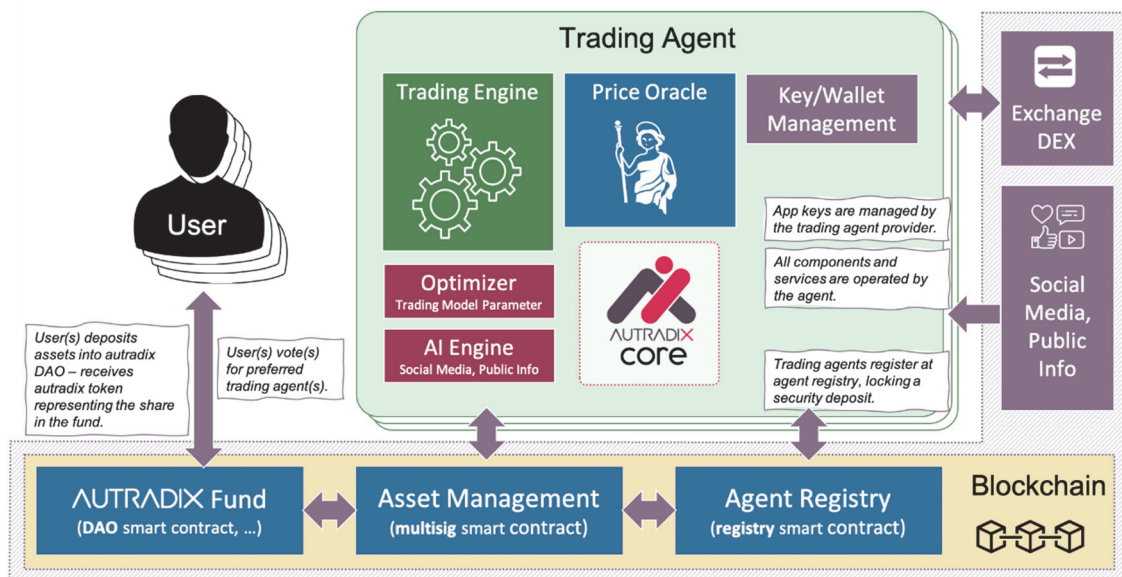 Trading Agent
Trading Engine
Price Oracle
Key/Wallet
Management
Exchange
DEX
User
App keys are managed by
the trading agent provider.
All components and
services are operated by
the agent.
Optimizer
Trading Model Parameter
AI Engine
Social Media, Public Info
AUTRADIX
core
Social
Media,
Public
Info
Trading agents register at
agent registry, locking a
security deposit.
User(s) deposits
assets into autradix
DAO – receives
autradix token
representing the share
in the fund.
User(s) vote(s)
for preferred
trading agent(s).
AUTRADIX Fund
(DAO smart contract, ...)
Asset Management
(multisig smart contract)
Agent Registry
(registry smart contract)
Blockchain